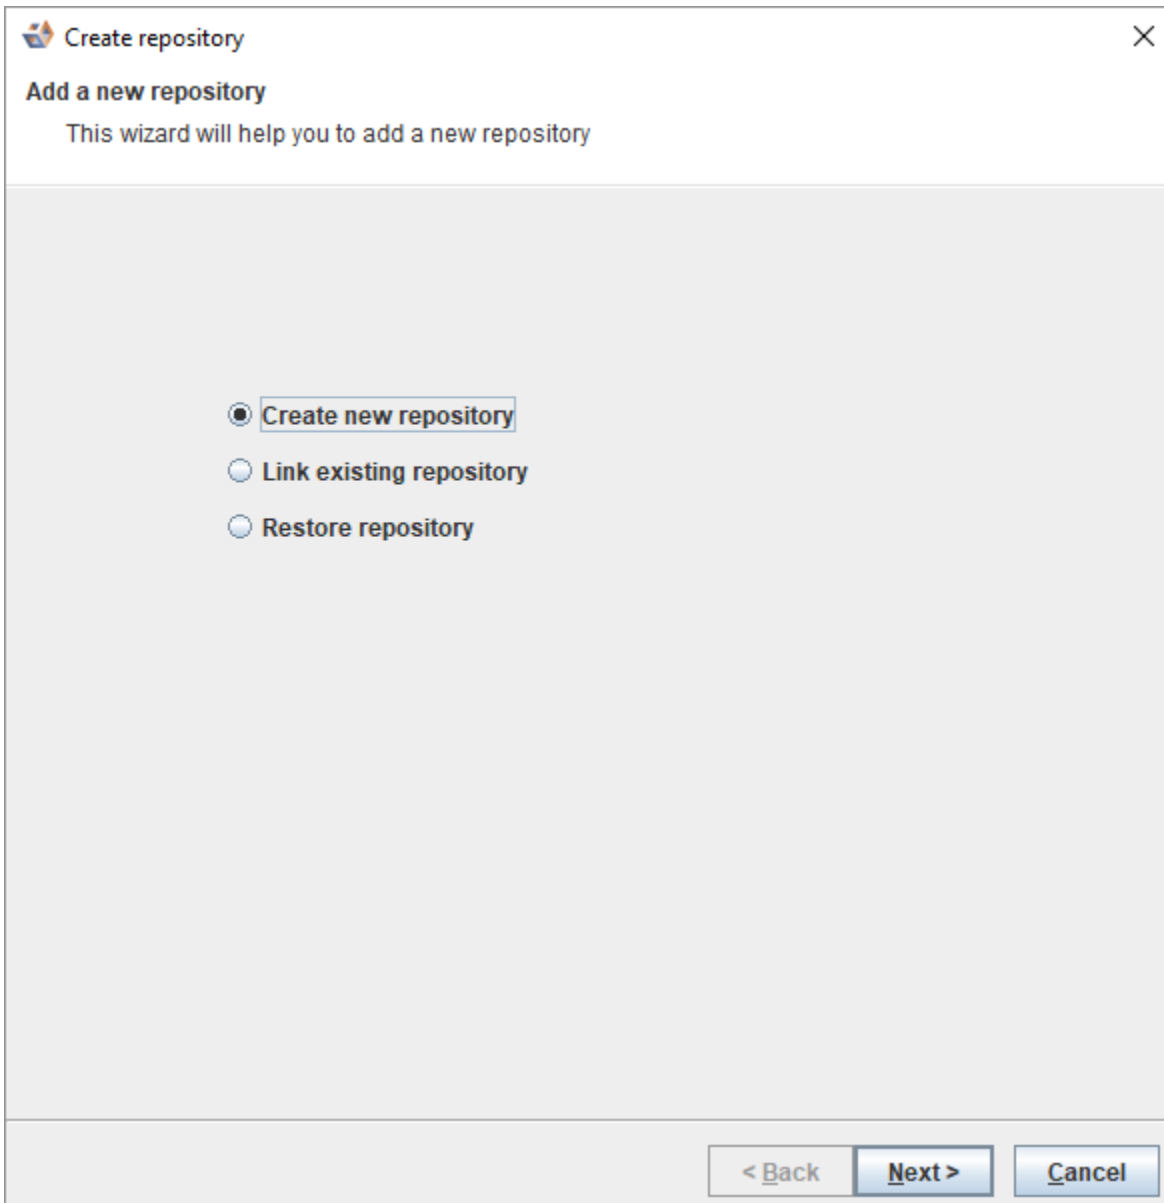 Create repository
Add a new repository
This wizard will help you to add a new repository
Create new repository
Link existing repository
Restore repository
< Back
Next >
Cancel